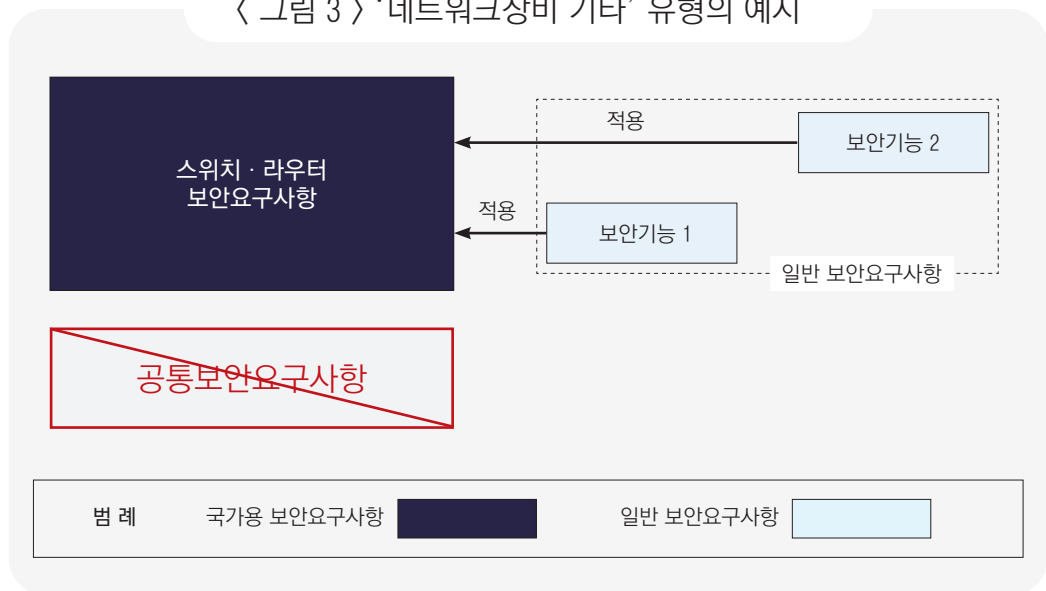 < 그림 3 > '네트워크장비 기타' 유형의 예시
스위치 · 라우터
보안요구사항
적용
보안기능 2
적용
보안기능 1
일반 보안요구사항
공통보안요구사항
범 례
국가용 보안요구사항
일반 보안요구사항